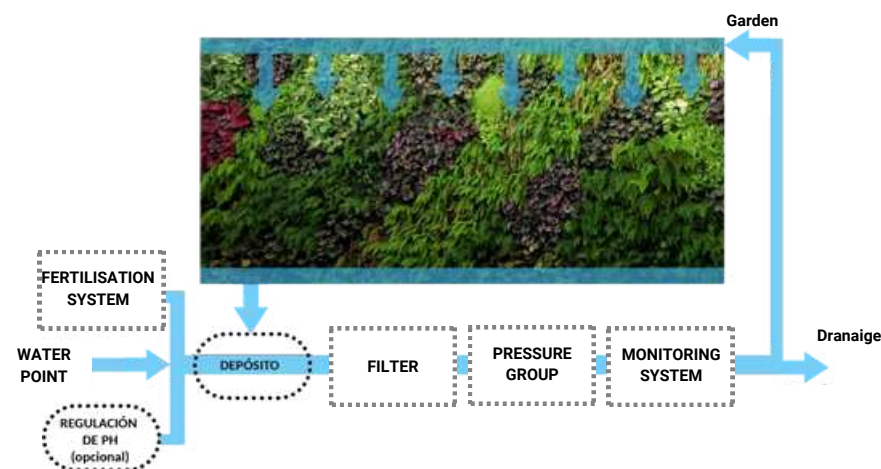 Garden
FERTILISATION
SYSTEM
WATER
POINT
DEPÓSITO
FILTER
PRESSURE
GROUP
MONITORING
SYSTEM
Dranaige
REGULACIÓN
DE PH
(opcional)